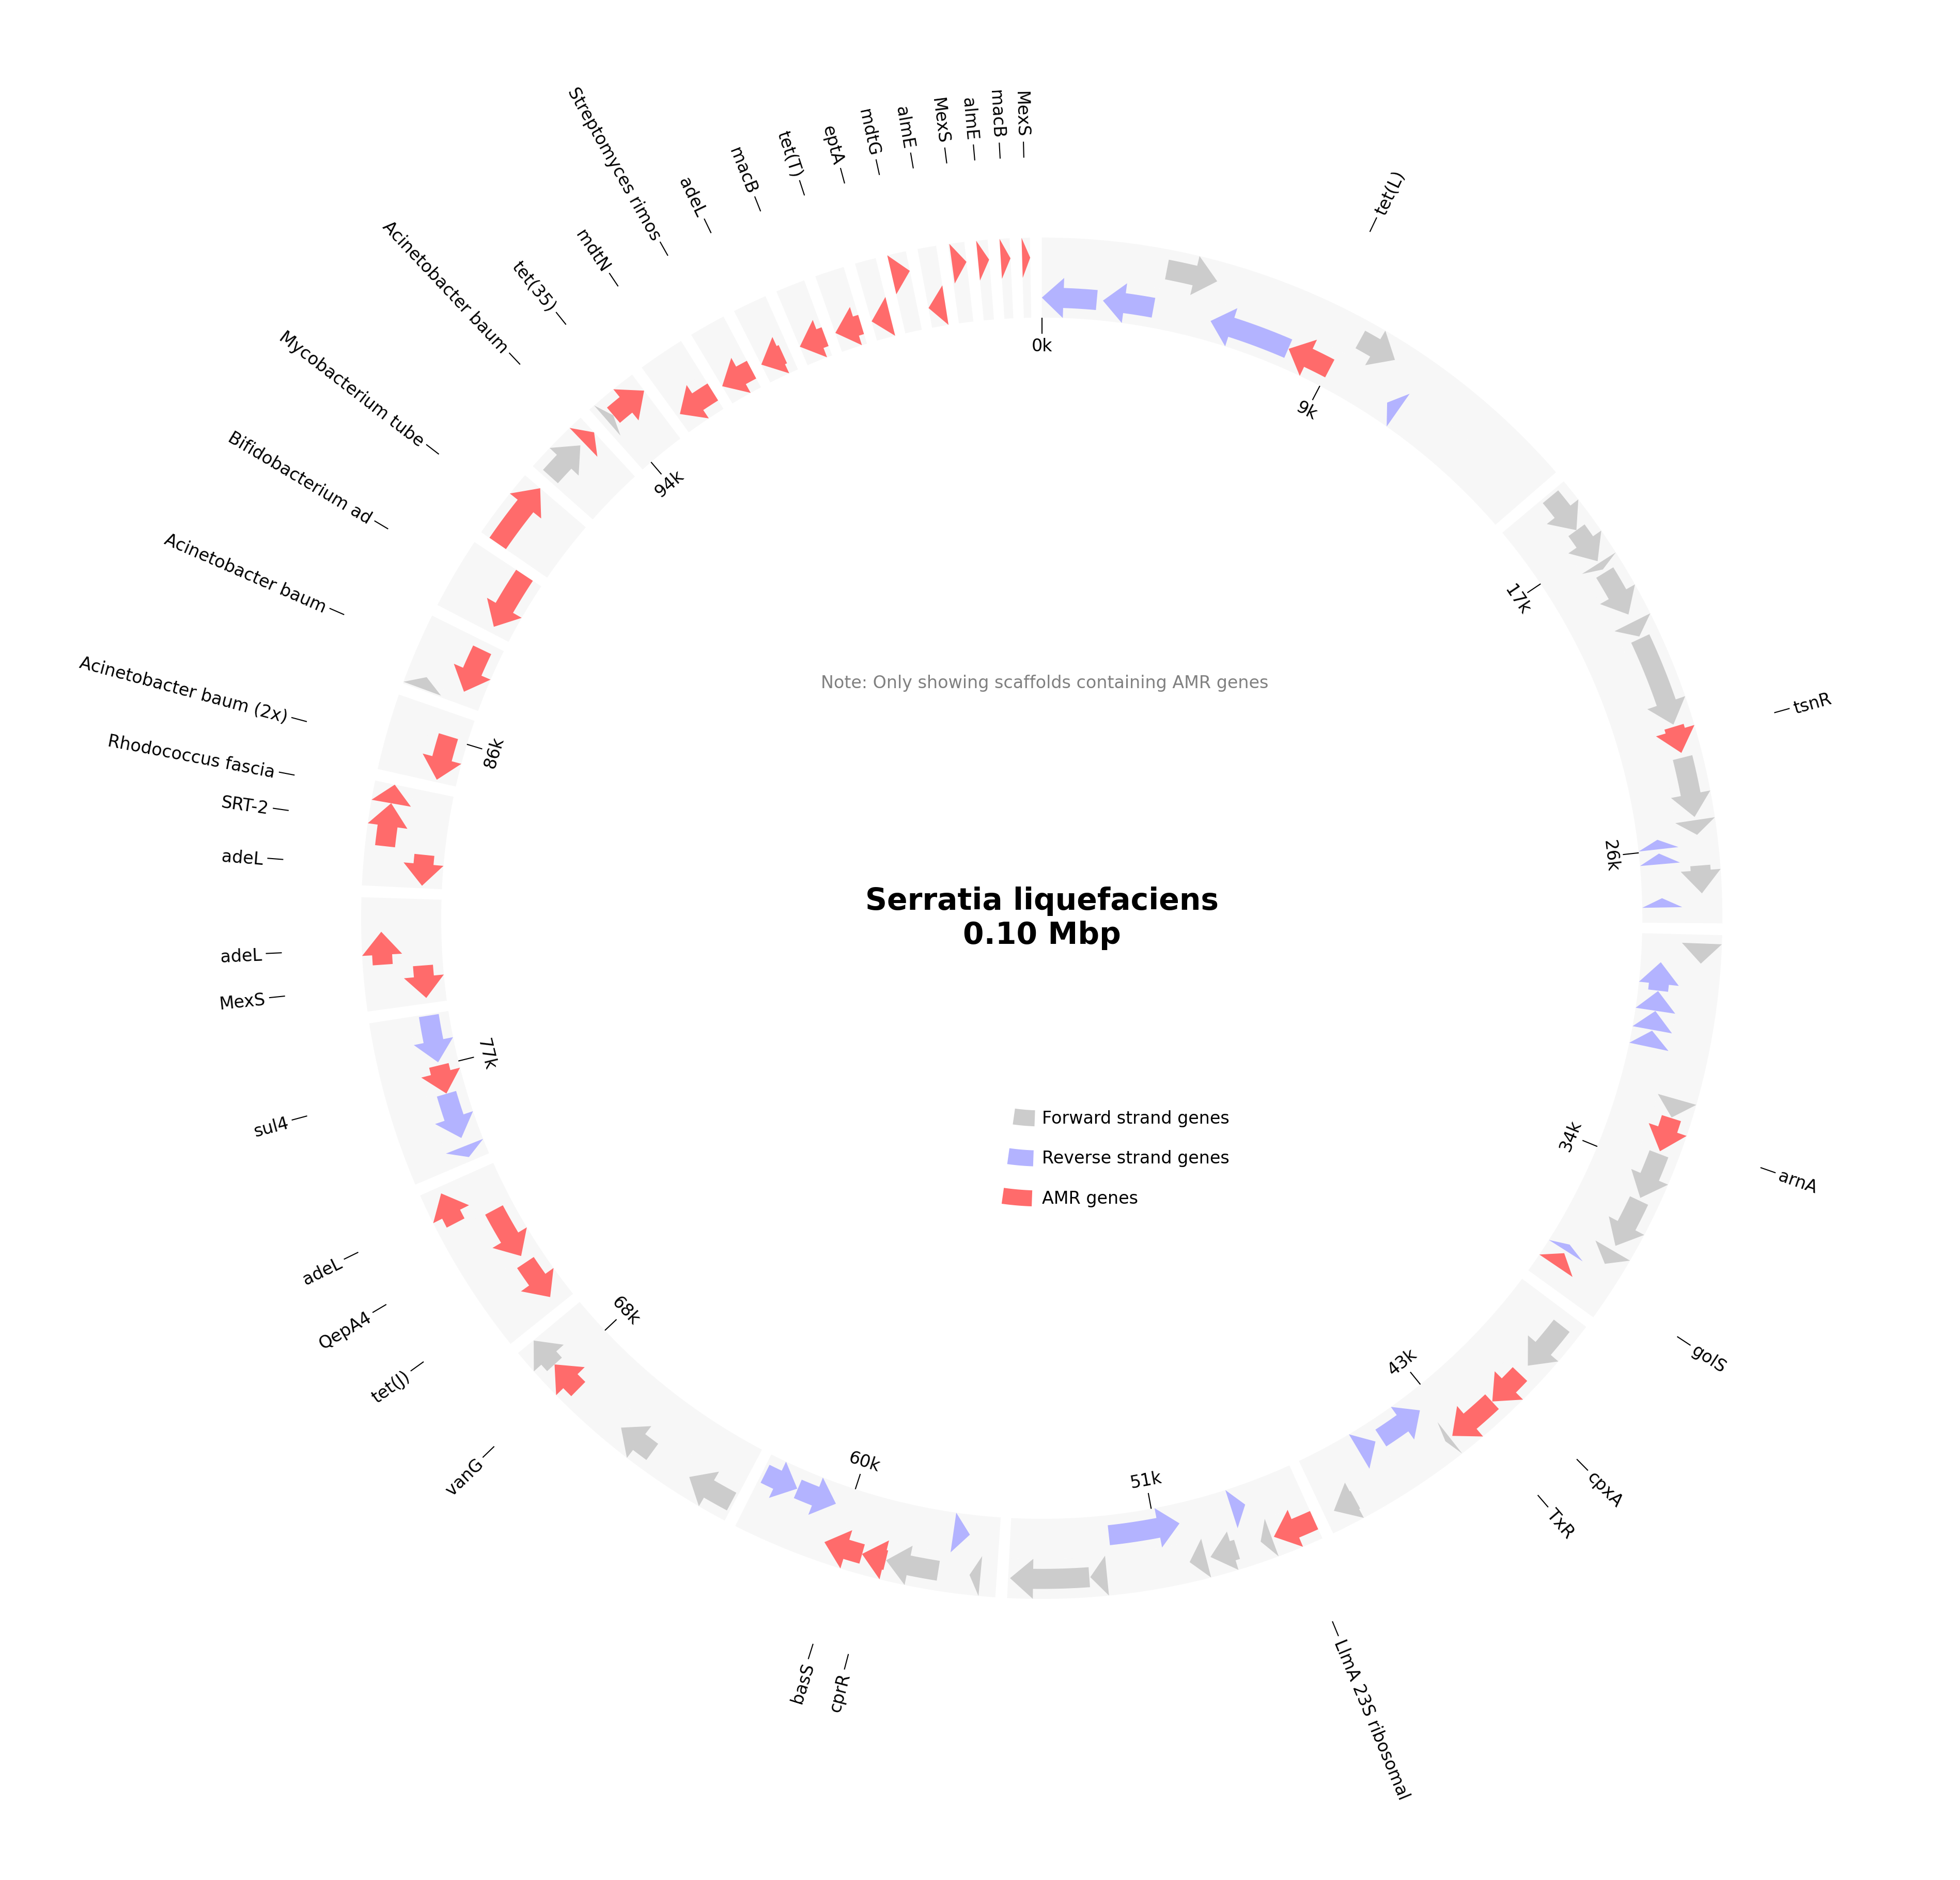 MexS
macB
almE
MexS
almE
mdtG
eptA
tet(T)
macB
adeL
Streptomyces rimos
mdtN
tet(35)
Acinetobacter baum
Mycobacterium tube
Bifidobacterium ad
Acinetobacter baum
Acinetobacter baum (2x)
Rhodococcus fascia
SRT-2
adeL
adeL
MexS
sul4
adeL
QepA4
tet(J)
vanG
basS
cprR
LlmA 23S ribosomal
TxR
cpxA
golS
arnA
tsnR
tet(L)
0k
9k
17k
26k
34k
43k
51k
60k
68k
77k
86k
94k
Note: Only showing scaffolds containing AMR genes
Serratia liquefaciens
0.10 Mbp
Forward strand genes
Reverse strand genes
AMR genes